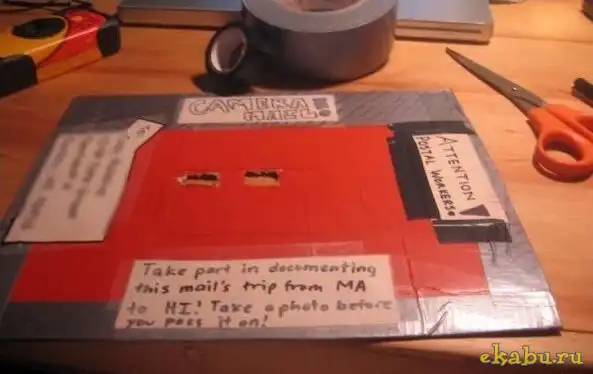 CAMERA
MAIL!
ATTENTION
POSTAL WORKERS!
Take part in documenting
this mail's trip from MA
to HI! Take a photo before
you pass it on!
ekabu.ru